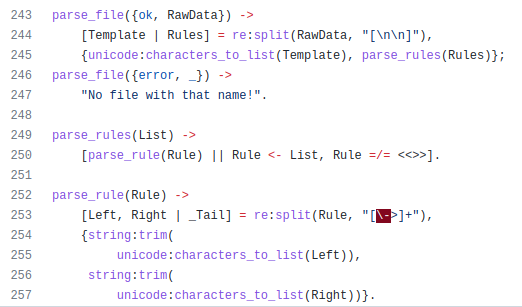 243 parse_file({ok, RawData}) ->
244     [Template | Rules] = re:split(RawData, "[\n\n]"),
245     {unicode:characters_to_list(Template), parse_rules(Rules)};
246 parse_file({error, _}) ->
247     "No file with that name!".
248
249 parse_rules(List) ->
250     [parse_rule(Rule) || Rule <- List, Rule =/= <<>>].
251
252 parse_rule(Rule) ->
253     [Left, Right | _Tail] = re:split(Rule, "[\->]+"),
254     {string:trim(
255          unicode:characters_to_list(Left)),
256      string:trim(
257          unicode:characters_to_list(Right))}.